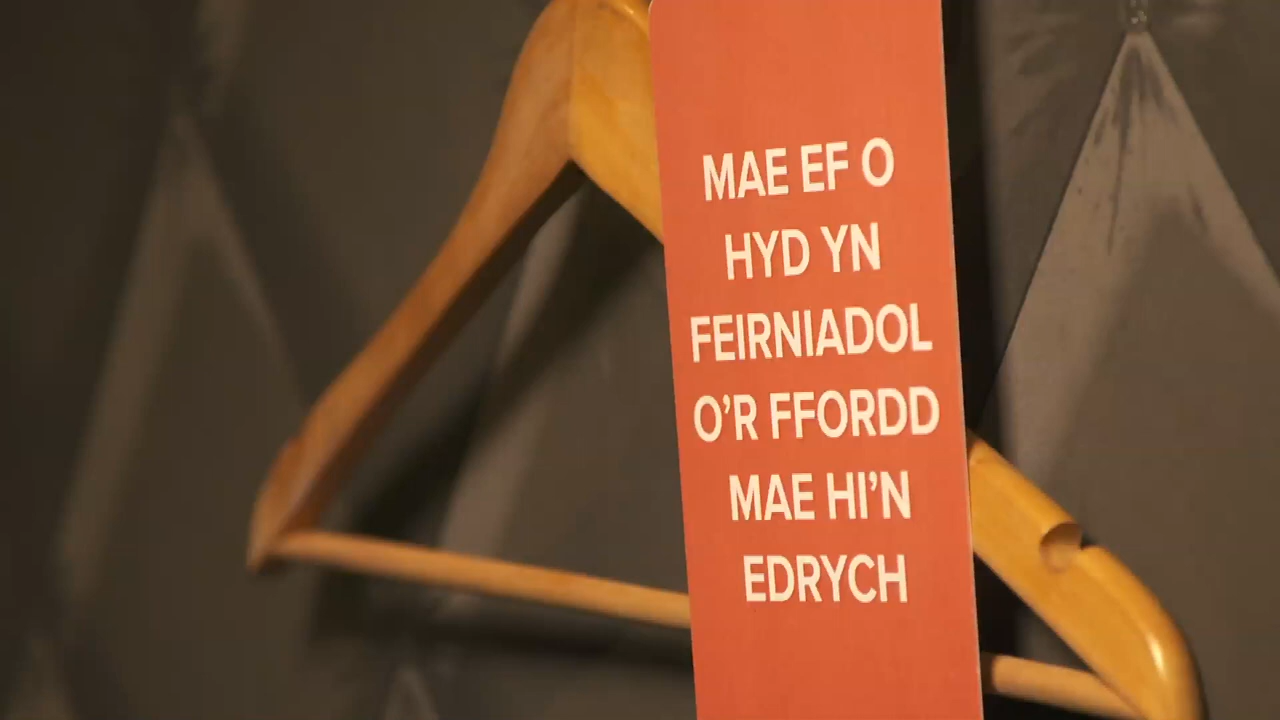 MAE EF O
HYD YN
FEIRNIADOL
O'R FFORDD
MAE HI'N
EDRYCH